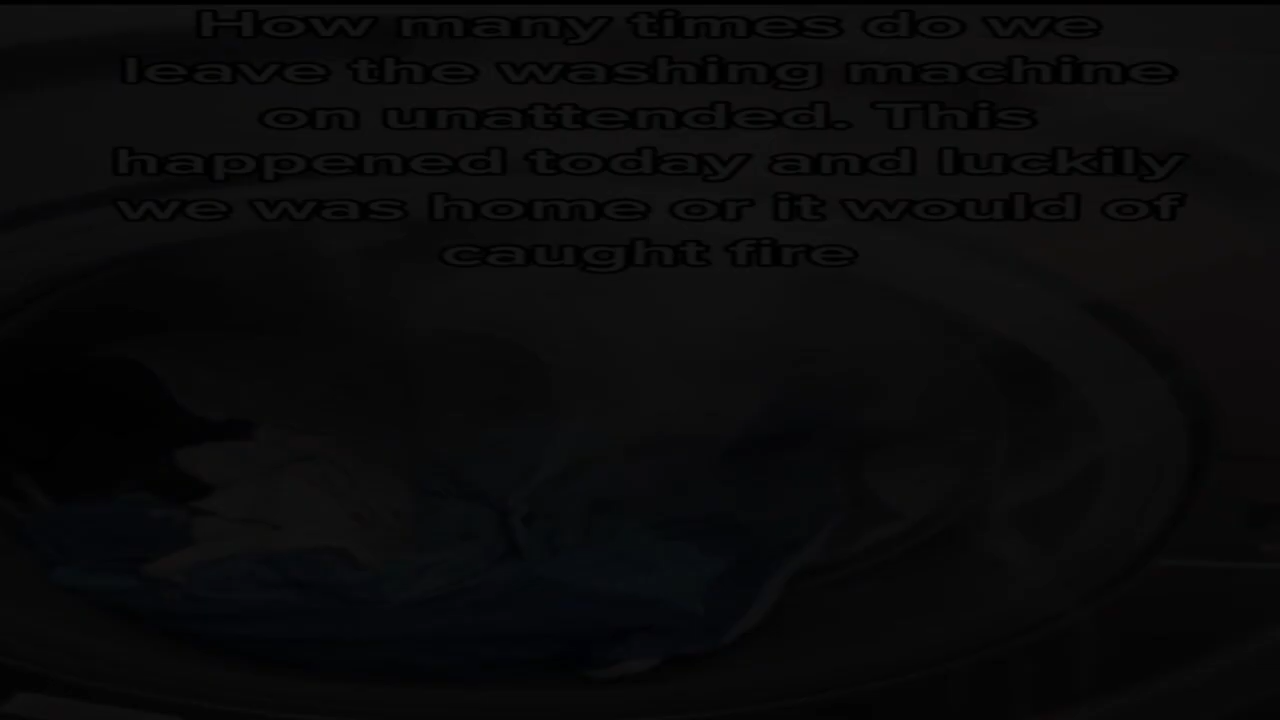 How many times do we
leave the washing machine
on unattended. This
happened today and luckily
we was home or it would of
caught fire